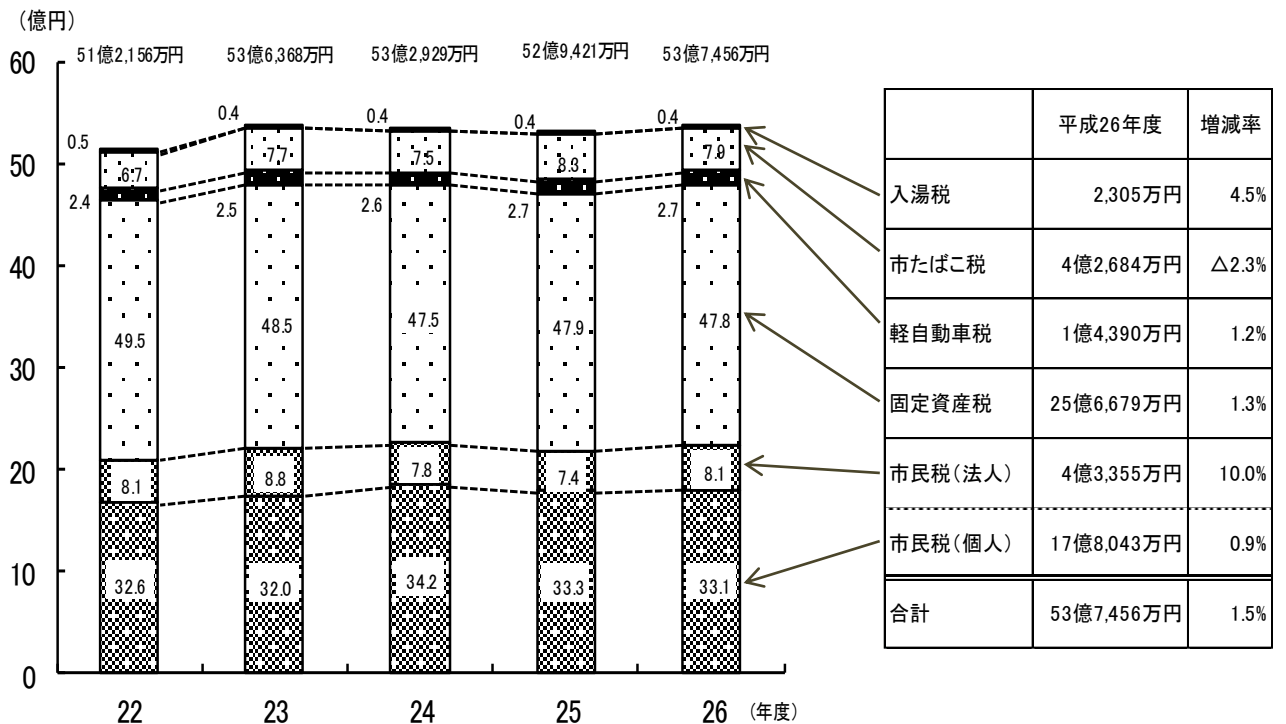 (億円)
51億2,156万円 53億6,368万円 53億2,929万円 52億9,421万円 53億7,456万円
60
50
40
30
20
10
0
0.5 0.4 0.4 0.4 0.4
6.7 7.7 7.5 8.3 7.9
2.4 2.5 2.6 2.7 2.7
49.5 48.5 47.5 47.9 47.8
8.1 8.8 7.8 7.4 8.1
32.6 32.0 34.2 33.3 33.1
22 23 24 25 26 (年度)
平成26年度 増減率
入湯税 2,305万円 4.5%
市たばこ税 4億2,684万円 △2.3%
軽自動車税 1億4,390万円 1.2%
固定資産税 25億6,679万円 1.3%
市民税(法人) 4億3,355万円 10.0%
市民税(個人) 17億8,043万円 0.9%
合計 53億7,456万円 1.5%